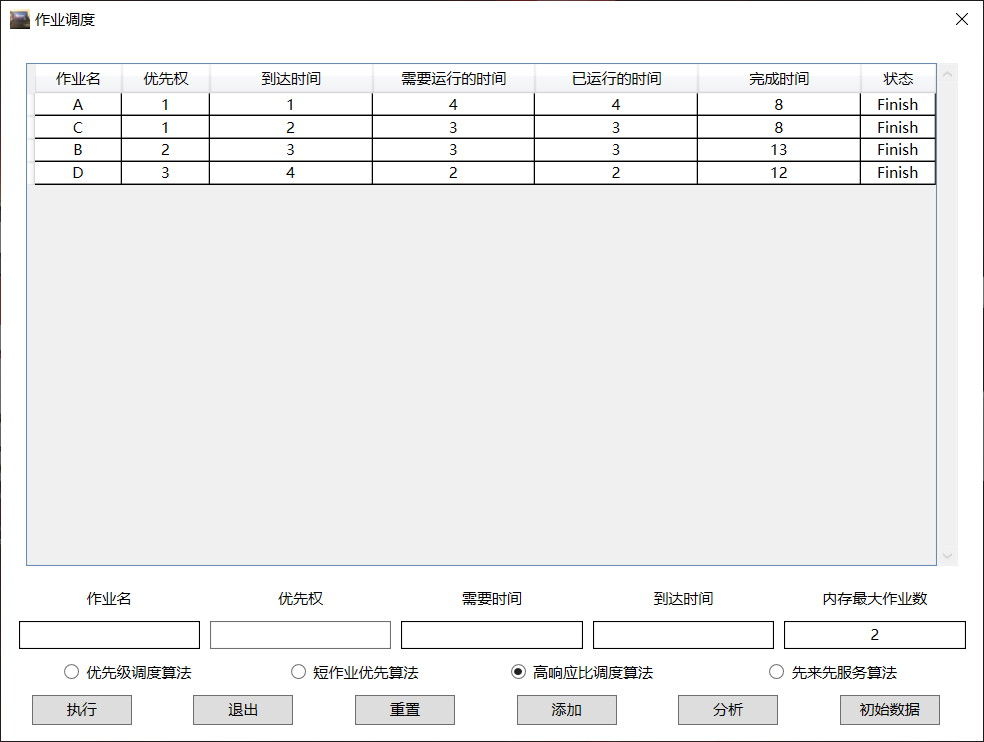 作业调度
作业名 优先权 到达时间 需要运行的时间 已运行的时间 完成时间 状态
A 1 1 4 4 8 Finish
C 1 2 3 3 8 Finish
B 2 3 3 3 13 Finish
D 3 4 2 2 12 Finish
作业名 优先权 需要时间 到达时间 内存最大作业数
2
优先级调度算法 短作业优先算法 高响应比调度算法 先来先服务算法
执行 退出 重置 添加 分析 初始数据